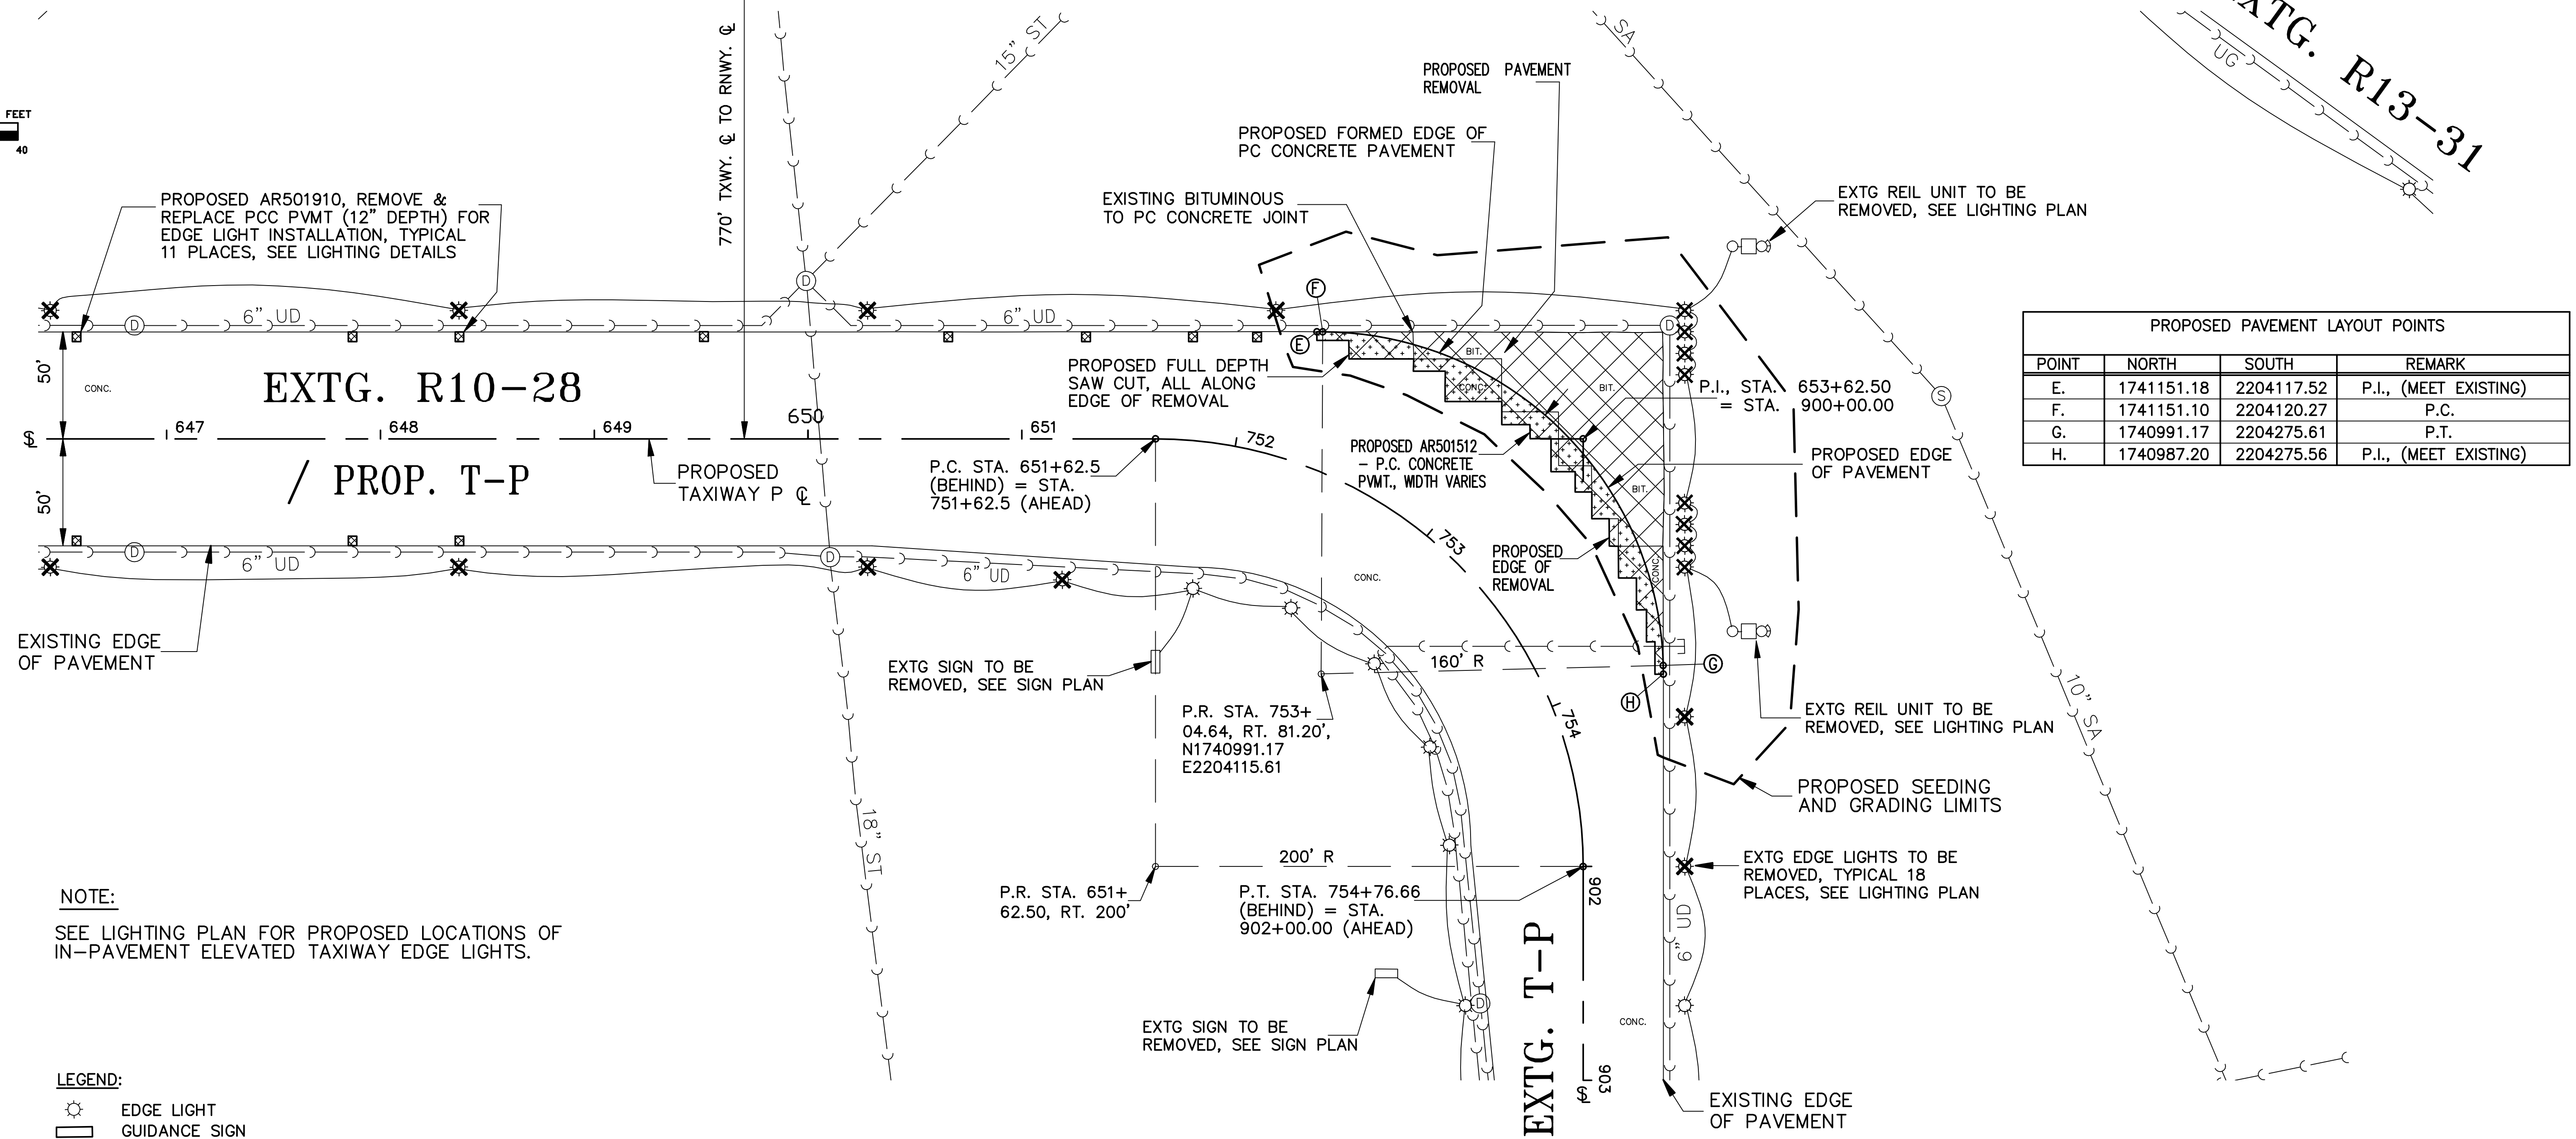 FEET
40
PROPOSED AR501910, REMOVE &
REPLACE PCC PVMT (12" DEPTH) FOR
EDGE LIGHT INSTALLATION, TYPICAL
11 PLACES, SEE LIGHTING DETAILS
770' TXWY. ℄ TO RNWY. ℄
15" ST
SA
UG
EXTG. R13-31
PROPOSED PAVEMENT
REMOVAL
PROPOSED FORMED EDGE OF
PC CONCRETE PAVEMENT
EXISTING BITUMINOUS
TO PC CONCRETE JOINT
EXTG REIL UNIT TO BE
REMOVED, SEE LIGHTING PLAN
D
6" UD
D
6" UD
F
E
D
50'
CONC.
EXTG. R10-28
PROPOSED FULL DEPTH
SAW CUT, ALL ALONG
EDGE OF REMOVAL
BIT.
CONC.
BIT.
P.I., STA. 653+62.50
= STA. 900+00.00
S
PROPOSED PAVEMENT LAYOUT POINTS
POINT NORTH SOUTH REMARK
E. 1741151.18 2204117.52 P.I., (MEET EXISTING)
F. 1741151.10 2204120.27 P.C.
G. 1740991.17 2204275.61 P.T.
H. 1740987.20 2204275.56 P.I., (MEET EXISTING)
℄
647
648
649
650
651
752
50'
/ PROP. T-P
PROPOSED
TAXIWAY P ℄
P.C. STA. 651+62.5
(BEHIND) = STA.
751+62.5 (AHEAD)
PROPOSED AR501512
- P.C. CONCRETE
PVMT., WIDTH VARIES
BIT.
PROPOSED EDGE
OF PAVEMENT
753
D
6" UD
D
6" UD
CONC.
PROPOSED
EDGE OF
REMOVAL
CONC.
EXISTING EDGE
OF PAVEMENT
EXTG SIGN TO BE
REMOVED, SEE SIGN PLAN
160' R
G
H
754
P.R. STA. 753+
04.64, RT. 81.20',
N1740991.17
E2204115.61
EXTG REIL UNIT TO BE
REMOVED, SEE LIGHTING PLAN
10" SA
PROPOSED SEEDING
AND GRADING LIMITS
18" ST
200' R
P.R. STA. 651+
62.50, RT. 200'
P.T. STA. 754+76.66
(BEHIND) = STA.
902+00.00 (AHEAD)
902
6" UD
EXTG EDGE LIGHTS TO BE
REMOVED, TYPICAL 18
PLACES, SEE LIGHTING PLAN
NOTE:
SEE LIGHTING PLAN FOR PROPOSED LOCATIONS OF
IN-PAVEMENT ELEVATED TAXIWAY EDGE LIGHTS.
D
EXTG SIGN TO BE
REMOVED, SEE SIGN PLAN
EXTG. T-P
CONC.
903
℄
EXISTING EDGE
OF PAVEMENT
LEGEND:
EDGE LIGHT
GUIDANCE SIGN